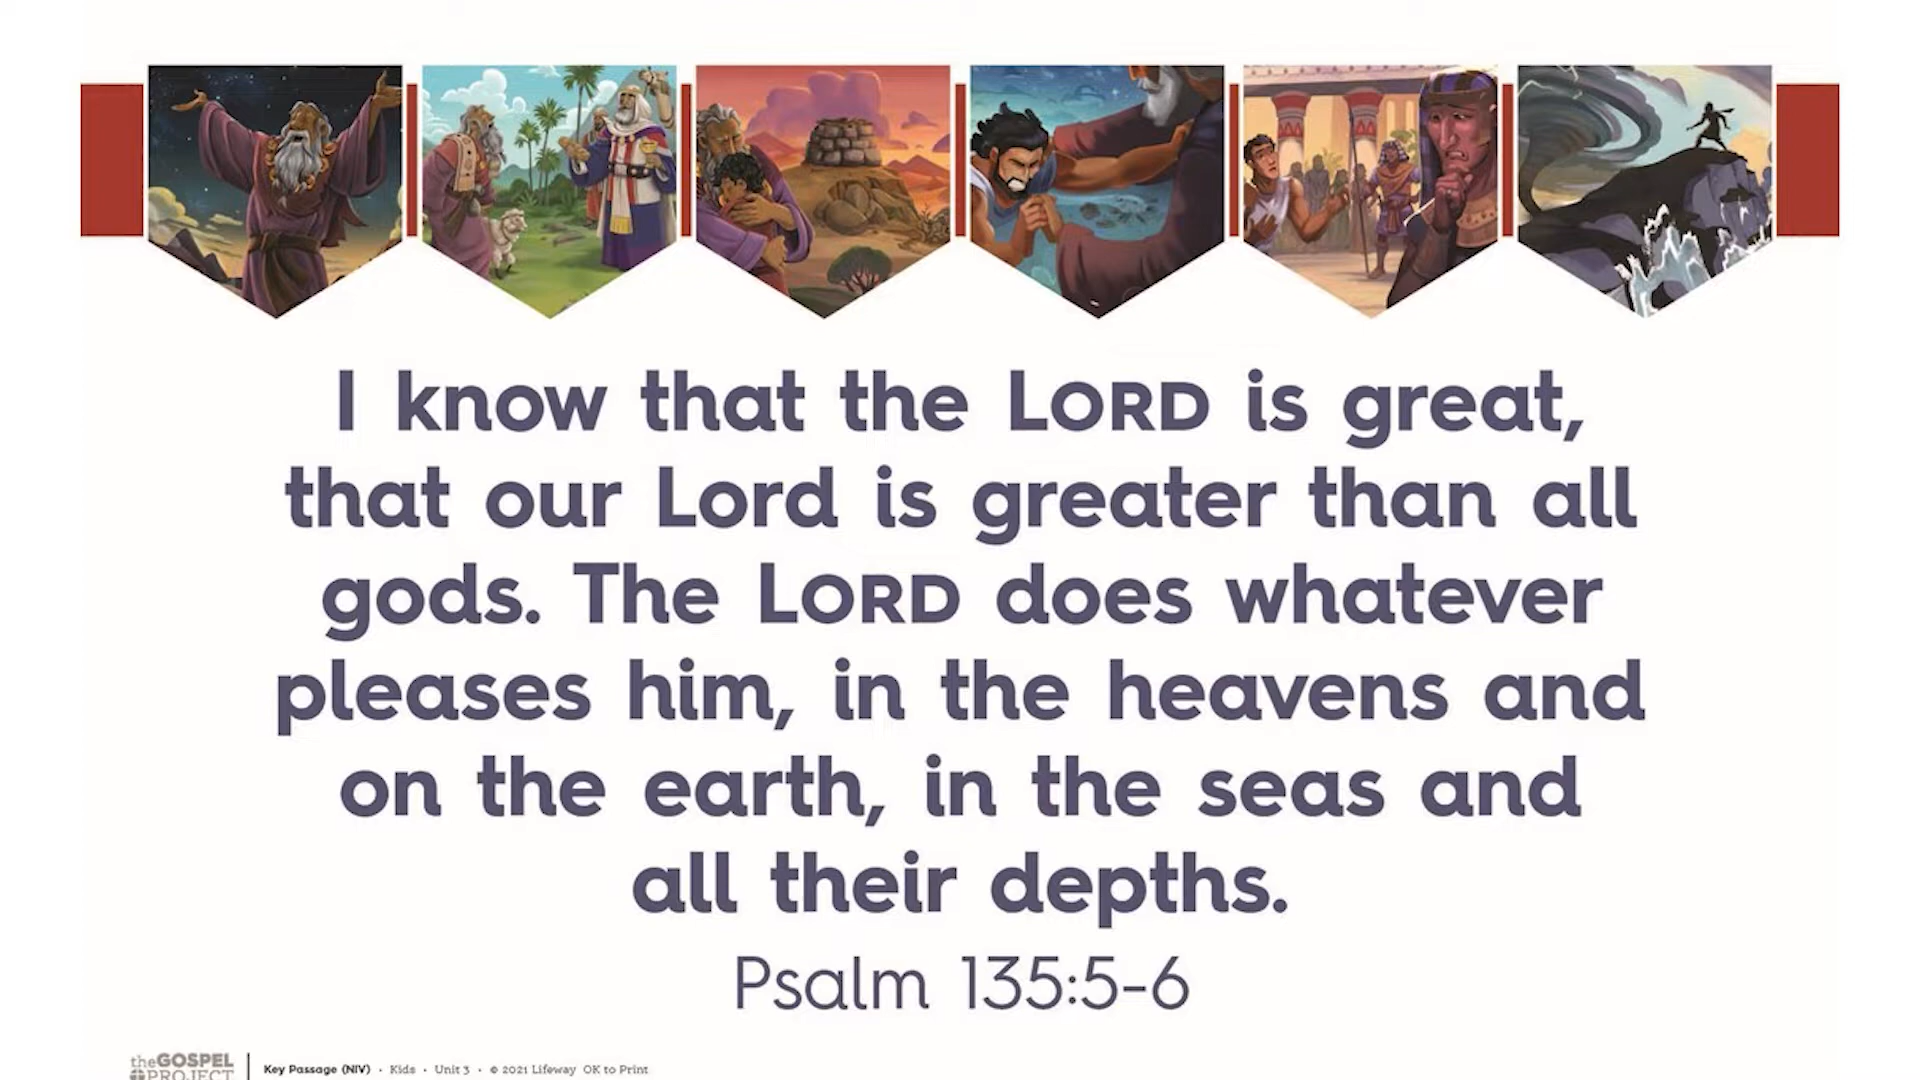 I know that the LORD is great,
that our Lord is greater than all
gods. The LORD does whatever
pleases him, in the heavens and
on the earth, in the seas and
all their depths.
Psalm 135:5-6
theGOSPEL
PROJECT
Key Passage (NIV) • Kids • Unit 3 • © 2021 Lifeway OK to Print